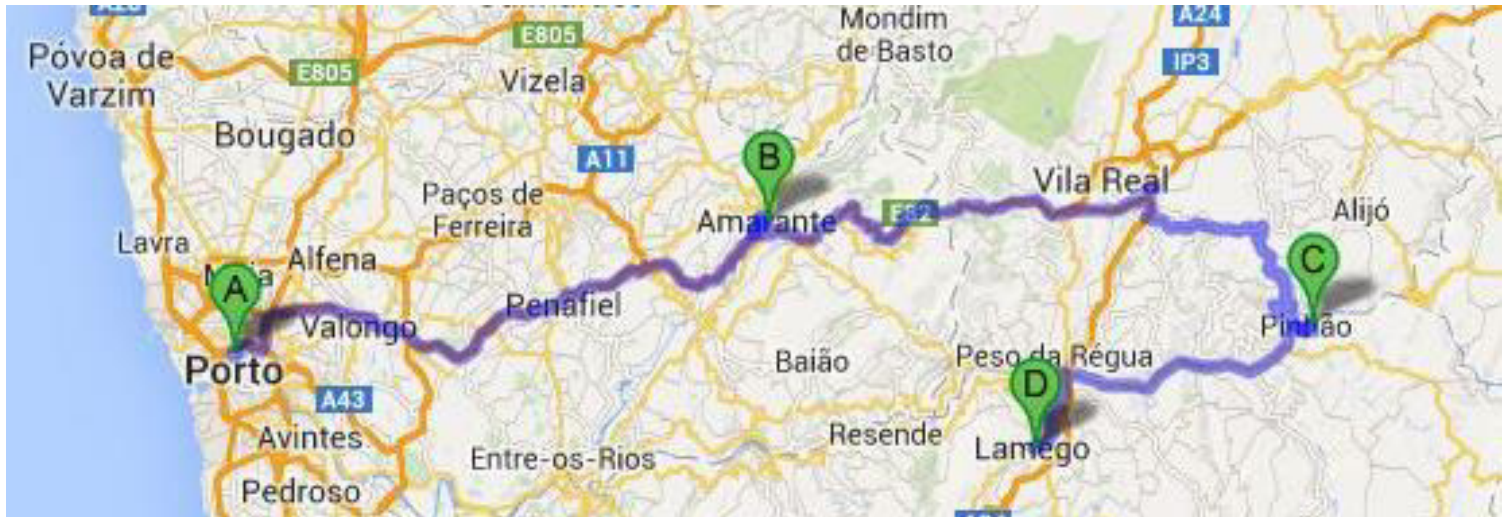 E805
Mondim
de Basto
A24
IP3
Póvoa de
Varzim
E805
Vizela
Bougado
A11
B
Vila Real
Paços de
Ferreira
Amarante
E82
Alijó
Lavra
Alfena
C
A
Penafiel
Valongo
Pinhão
Porto
Baião
Peso da Régua
D
A43
Avintes
Resende
Lamego
Entre-os-Rios
Pedroso